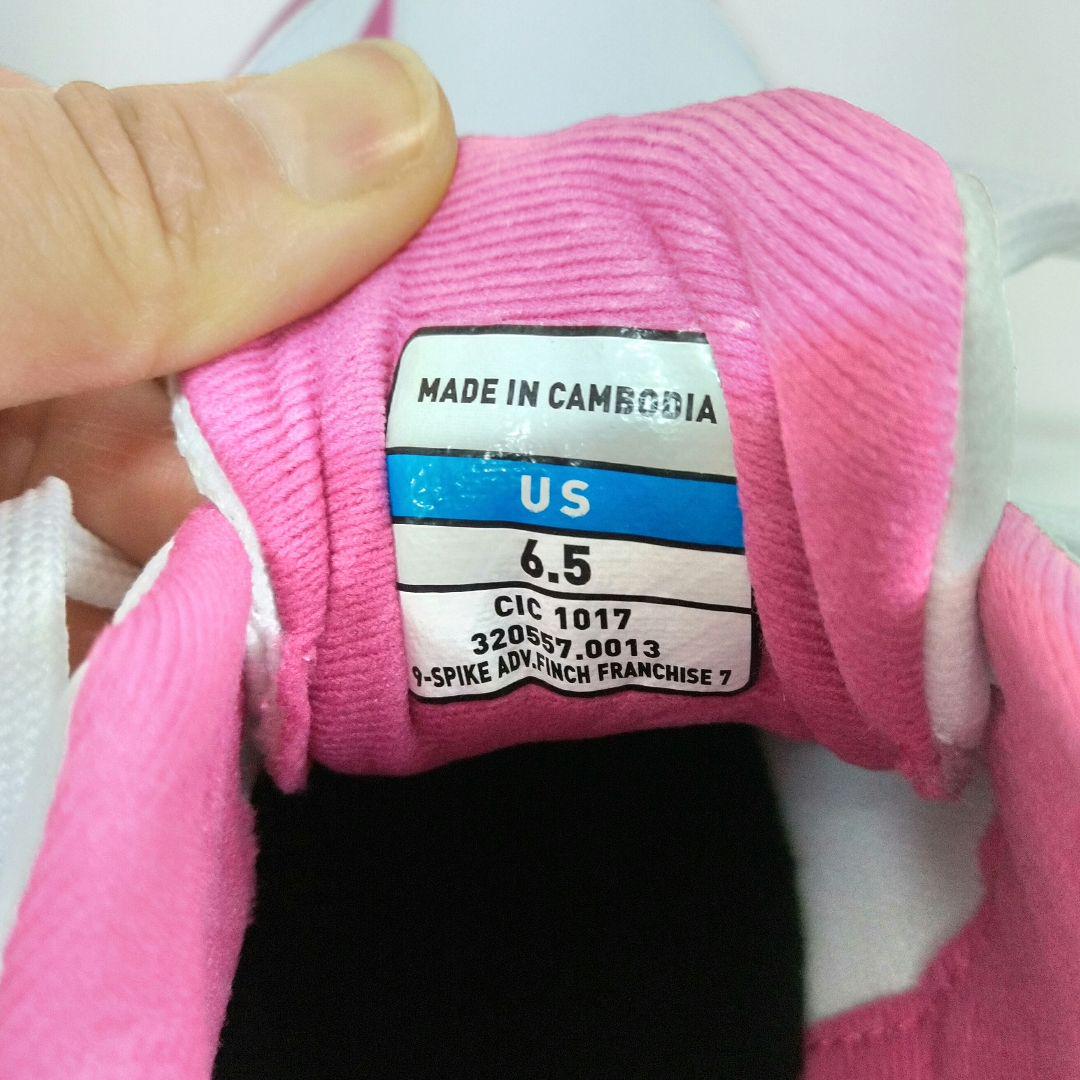 MADE IN CAMBODIA
US
6.5
CIC 1017
320557.0013
9-SPIKE ADV.FINCH FRANCHISE 7